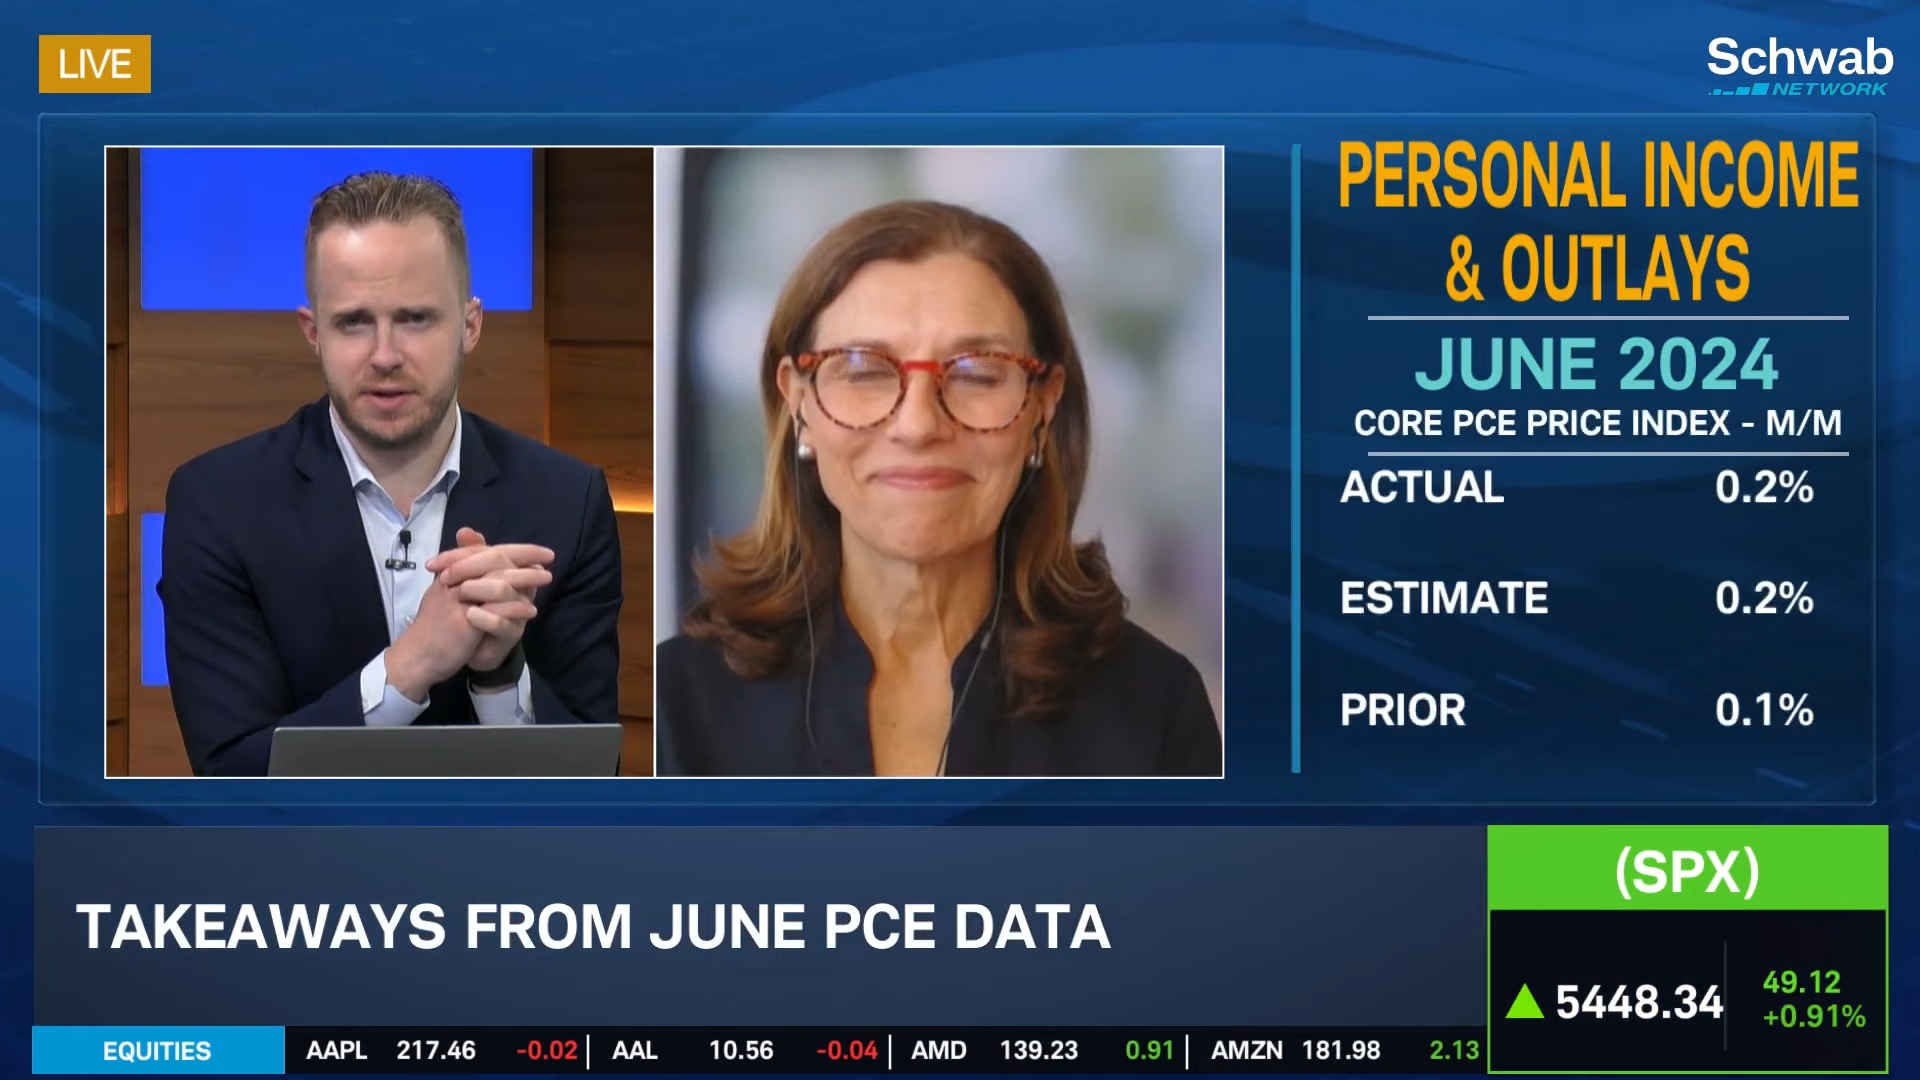 LIVE
Schwab
NETWORK
PERSONAL INCOME
& OUTLAYS
JUNE 2024
CORE PCE PRICE INDEX - M/M
ACTUAL 0.2%
ESTIMATE 0.2%
PRIOR 0.1%
TAKEAWAYS FROM JUNE PCE DATA
(SPX)
5448.34
49.12
+0.91%
EQUITIES AAPL 217.46 -0.02 AAL 10.56 -0.04 AMD 139.23 0.91 AMZN 181.98 2.13